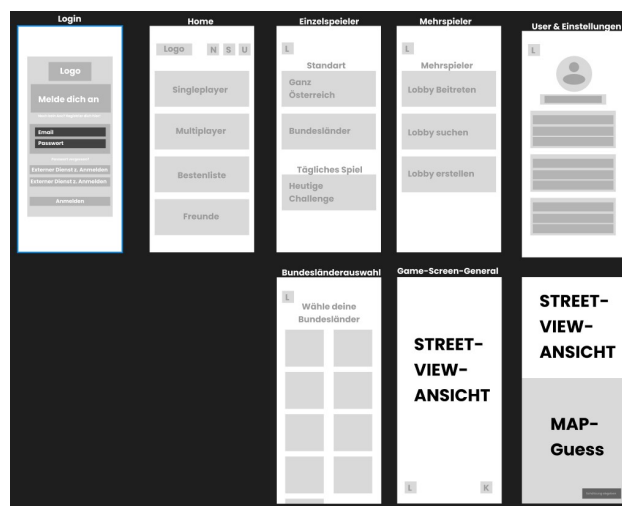 Login
Logo
Melde dich an
Email
Passwort
Externer Dienst z. Anmelden
Externer Dienst z. Anmelden
Anmelden
Home
Logo N S U
Singleplayer
Multiplayer
Bestenliste
Freunde
Einzelspeieler
L
Standart
Ganz
Österreich
Bundesländer
Tägliches Spiel
Heutige
Challenge
Mehrspieler
L
Mehrspieler
Lobby Beitreten
Lobby suchen
Lobby erstellen
User & Einstellungen
L
Bundesländerauswahl
L
Wähle deine
Bundesländer
Game-Screen-General
STREET-
VIEW-
ANSICHT
L K
STREET-
VIEW-
ANSICHT
MAP-
Guess